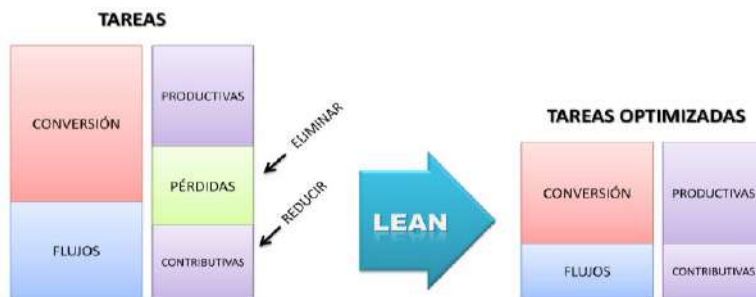 TAREAS
CONVERSIÓN
FLUJOS
PRODUCTIVAS
PÉRDIDAS
CONTRIBUTIVAS
ELIMINAR
REDUCIR
LEAN
TAREAS OPTIMIZADAS
CONVERSIÓN
FLUJOS
PRODUCTIVAS
CONTRIBUTIVAS